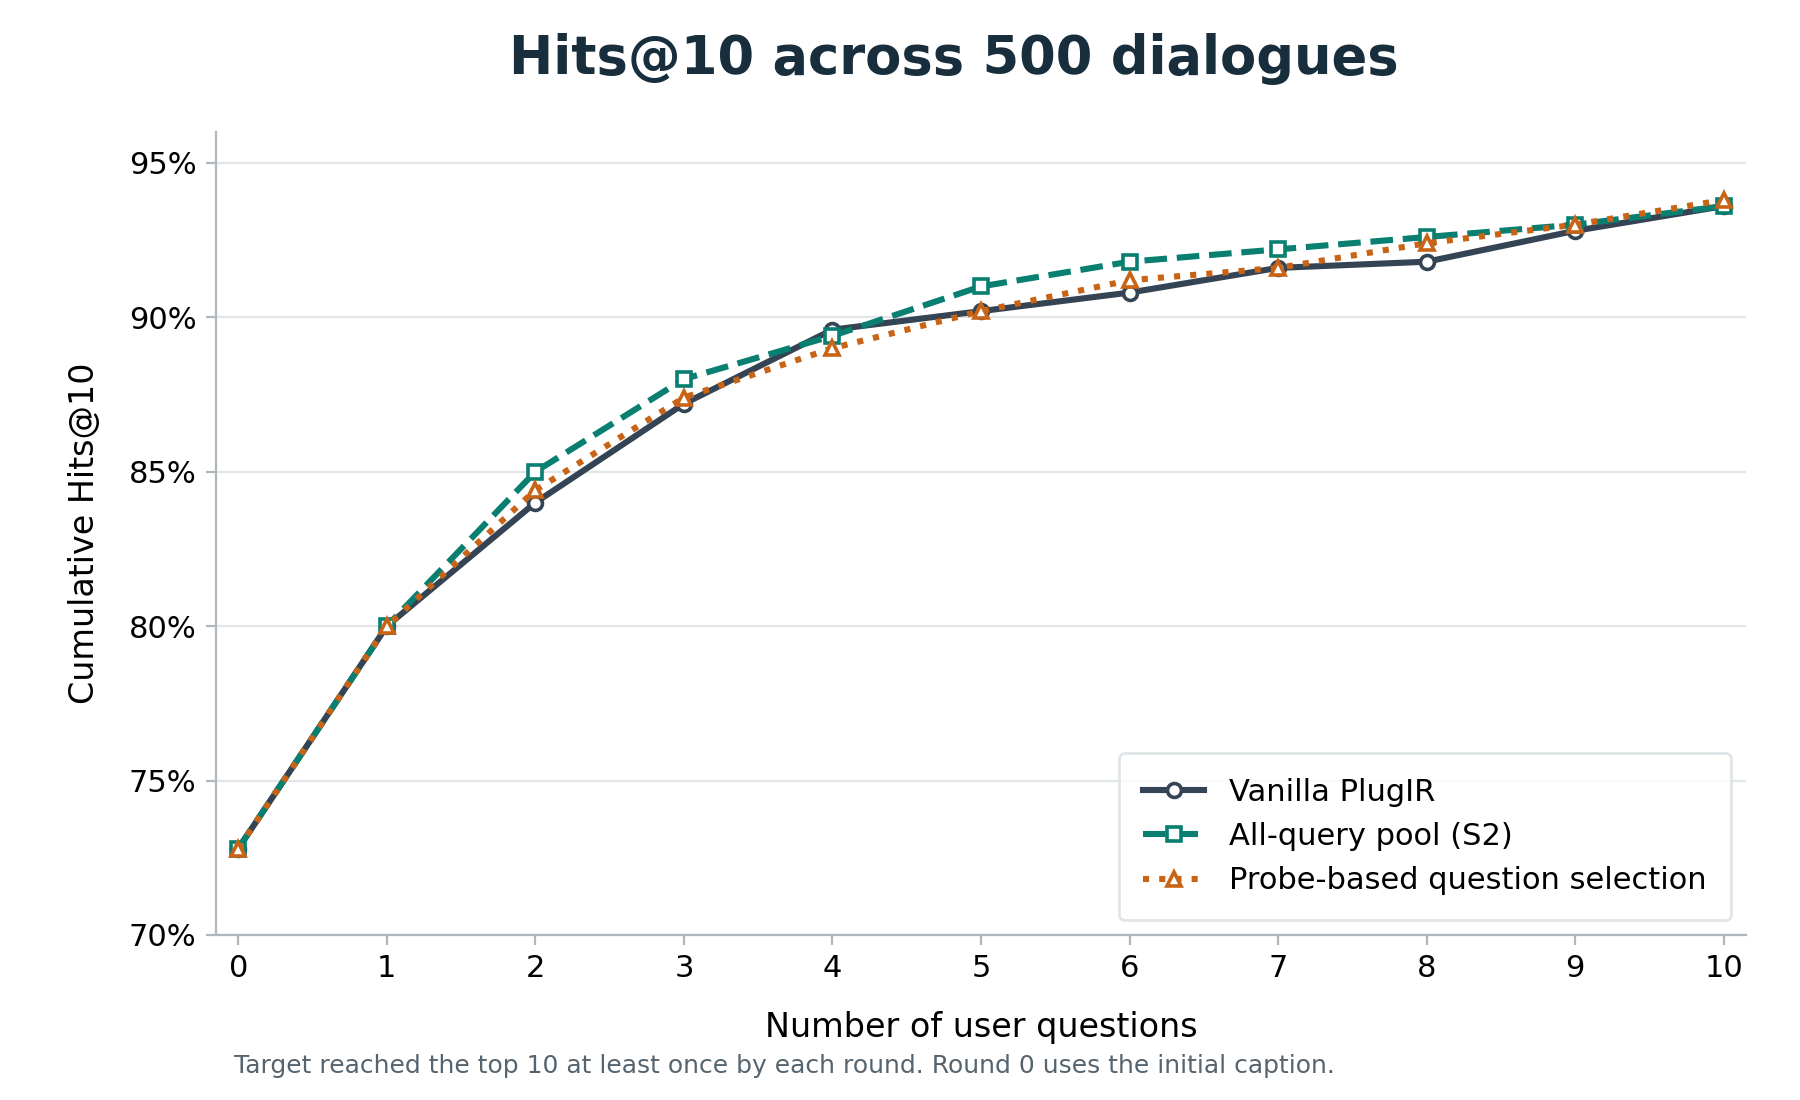 Hits@10 across 500 dialogues
Cumulative Hits@10
95%
90%
85%
80%
75%
70%
Vanilla PlugIR
All-query pool (S2)
Probe-based question selection
0 1 2 3 4 5 6 7 8 9 10
Number of user questions
Target reached the top 10 at least once by each round. Round 0 uses the initial caption.